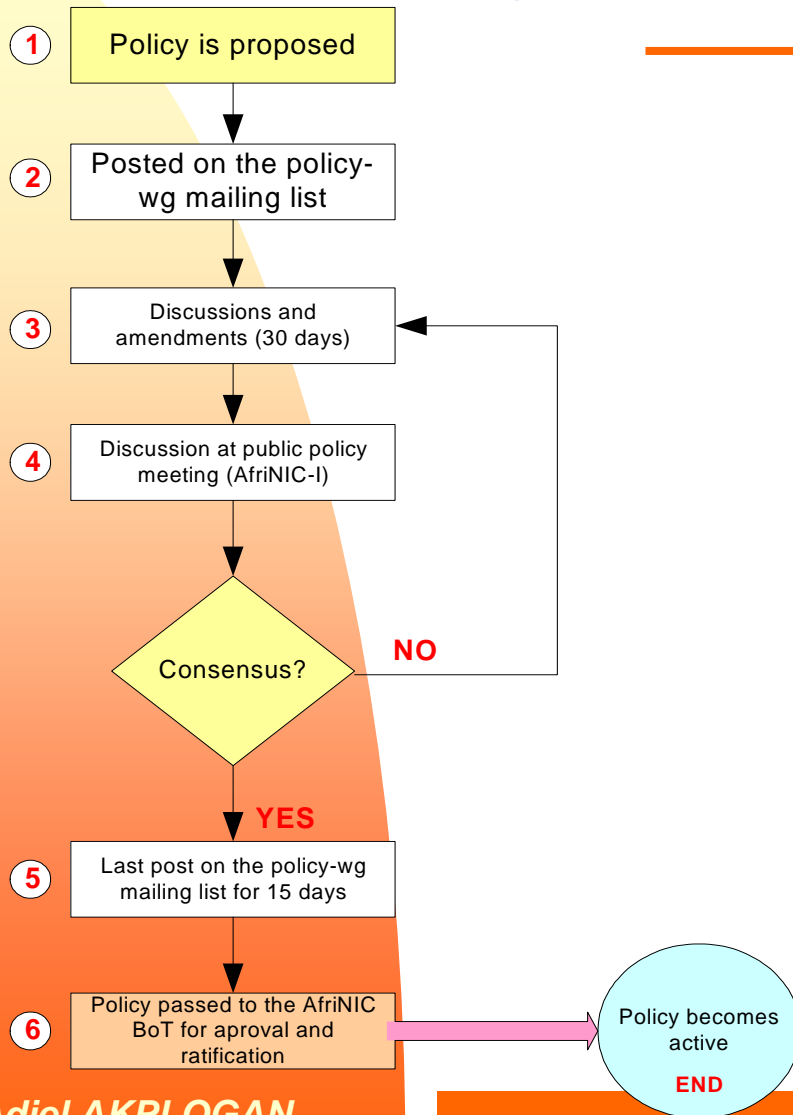 1
Policy is proposed
2
Posted on the policy-
wg mailing list
3
Discussions and
amendments (30 days)
4
Discussion at public policy
meeting (AfriNIC-I)
Consensus?
NO
YES
5
Last post on the policy-wg
mailing list for 15 days
6
Policy passed to the AfriNIC
BoT for aproval and
ratification
Policy becomes
active
END